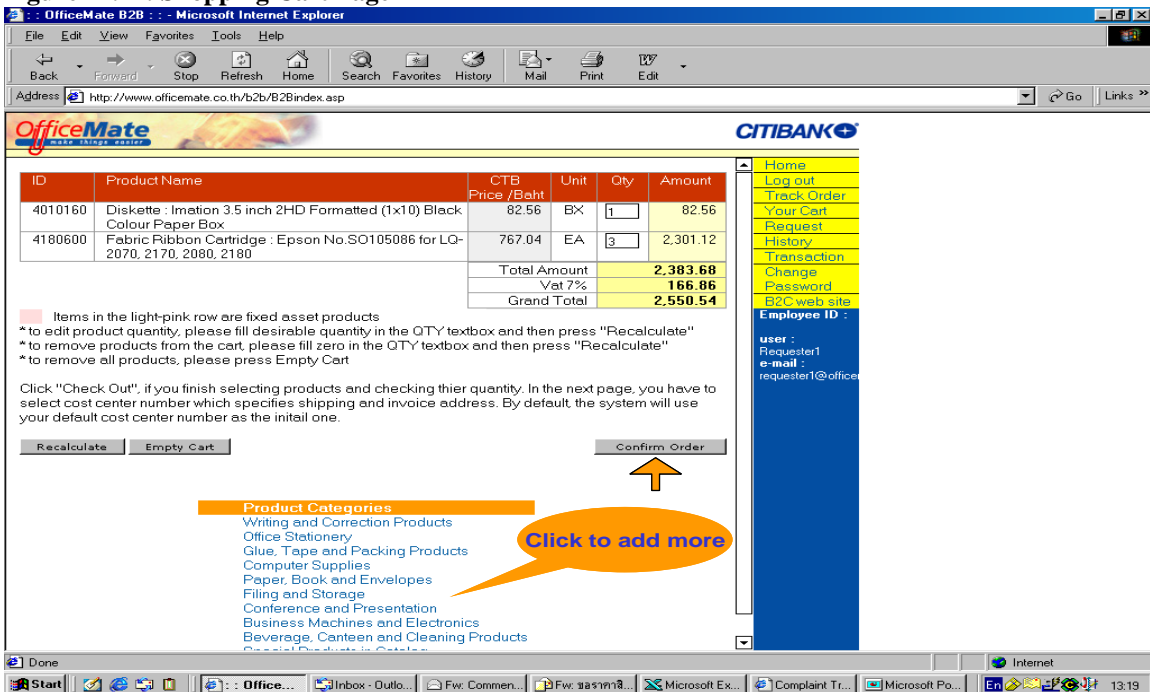 : : OfficeMate B2B : : - Microsoft Internet Explorer
File Edit View Favorites Tools Help
Back Forward Stop Refresh Home Search Favorites History Mail Print Edit
Address http://www.officemate.co.th/b2b/B2Bindex.asp Go Links »
OfficeMate
make things easier
CITIBANK
ID Product Name CTB Price /Baht Unit Qty Amount
4010160 Diskette : Imation 3.5 inch 2HD Formatted (1x10) Black 82.56 BX 1 82.56
Colour Paper Box
4180600 Fabric Ribbon Cartridge : Epson No.SO105086 for LQ- 767.04 EA 3 2,301.12
2070, 2170, 2080, 2180
Total Amount 2,383.68
Vat 7% 166.86
Grand Total 2,550.54
Items in the light-pink row are fixed asset products
* to edit product quantity, please fill desirable quantity in the QTY textbox and then press "Recalculate"
* to remove products from the cart, please fill zero in the QTY textbox and then press "Recalculate"
* to remove all products, please press Empty Cart
Click "Check Out", if you finish selecting products and checking thier quantity. In the next page, you have to
select cost center number which specifies shipping and invoice address. By default, the system will use
your default cost center number as the initail one.
Recalculate Empty Cart Confirm Order
Product Categories
Writing and Correction Products
Office Stationery
Glue, Tape and Packing Products
Computer Supplies
Paper, Book and Envelopes
Filing and Storage
Conference and Presentation
Business Machines and Electronics
Beverage, Canteen and Cleaning Products
Click to add more
Home
Log out
Track Order
Your Cart
Request
History
Transaction
Change
Password
B2C web site
Employee ID :
user :
Requester1
e-mail :
requester1@officer
Done Internet
Start : : Office... Inbox - Outlo... Fw: Commen... Fw: ขอราคาสิ... Microsoft Ex... Complaint Tr... Microsoft Po... En 13:19